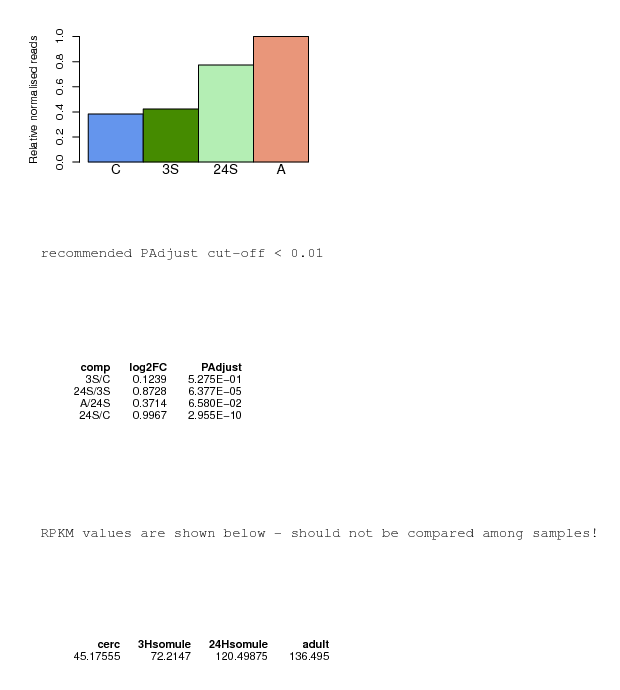 Relative normalised reads
1.0
0.8
0.6
0.4
0.2
0.0
C 3S 24S A
recommended PAdjust cut-off < 0.01
comp log2FC PAdjust
3S/C 0.1239 5.275E−01
24S/3S 0.8728 6.377E−05
A/24S 0.3714 6.580E−02
24S/C 0.9967 2.955E−10
RPKM values are shown below - should not be compared among samples!
cerc 3Hsomule 24Hsomule adult
45.17555 72.2147 120.49875 136.495